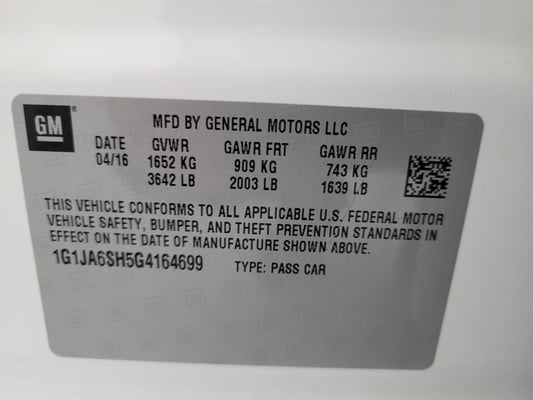 GM ® MFD BY GENERAL MOTORS LLC
DATE GVWR GAWR FRT GAWR RR
04/16 1652 KG 909 KG 743 KG
3642 LB 2003 LB 1639 LB
THIS VEHICLE CONFORMS TO ALL APPLICABLE U.S. FEDERAL MOTOR
VEHICLE SAFETY, BUMPER, AND THEFT PREVENTION STANDARDS IN
EFFECT ON THE DATE OF MANUFACTURE SHOWN ABOVE.
1G1JA6SH5G4164699 TYPE: PASS CAR